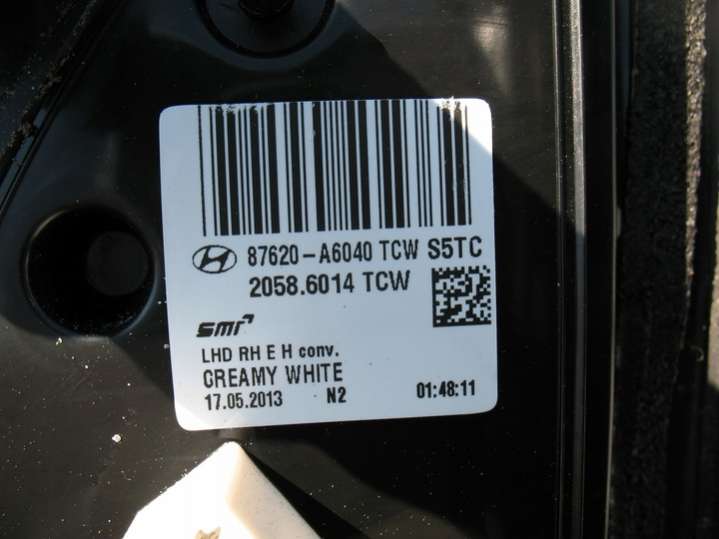 87620-A6040 TCW S5TC
2058.6014 TCW
smr
LHD RH E H conv.
CREAMY WHITE
17.05.2013 N2 01:48:11